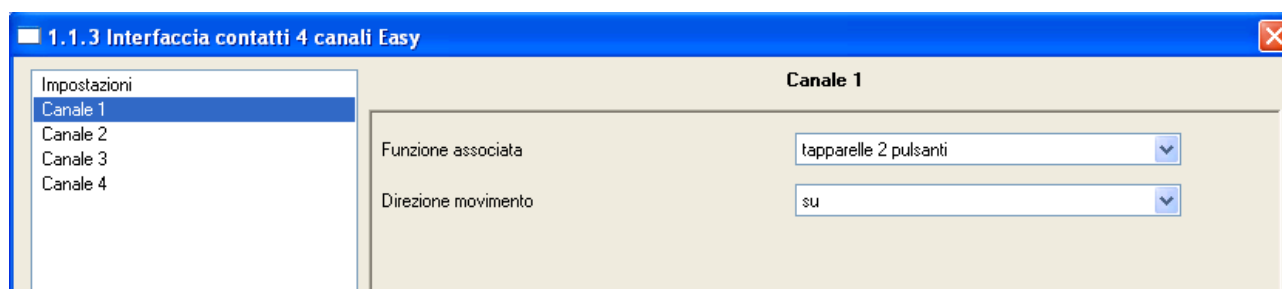 1.1.3 Interfaccia contatti 4 canali Easy
Impostazioni
Canale 1
Canale 2
Canale 3
Canale 4
Canale 1
Funzione associata tapparelle 2 pulsanti
Direzione movimento su